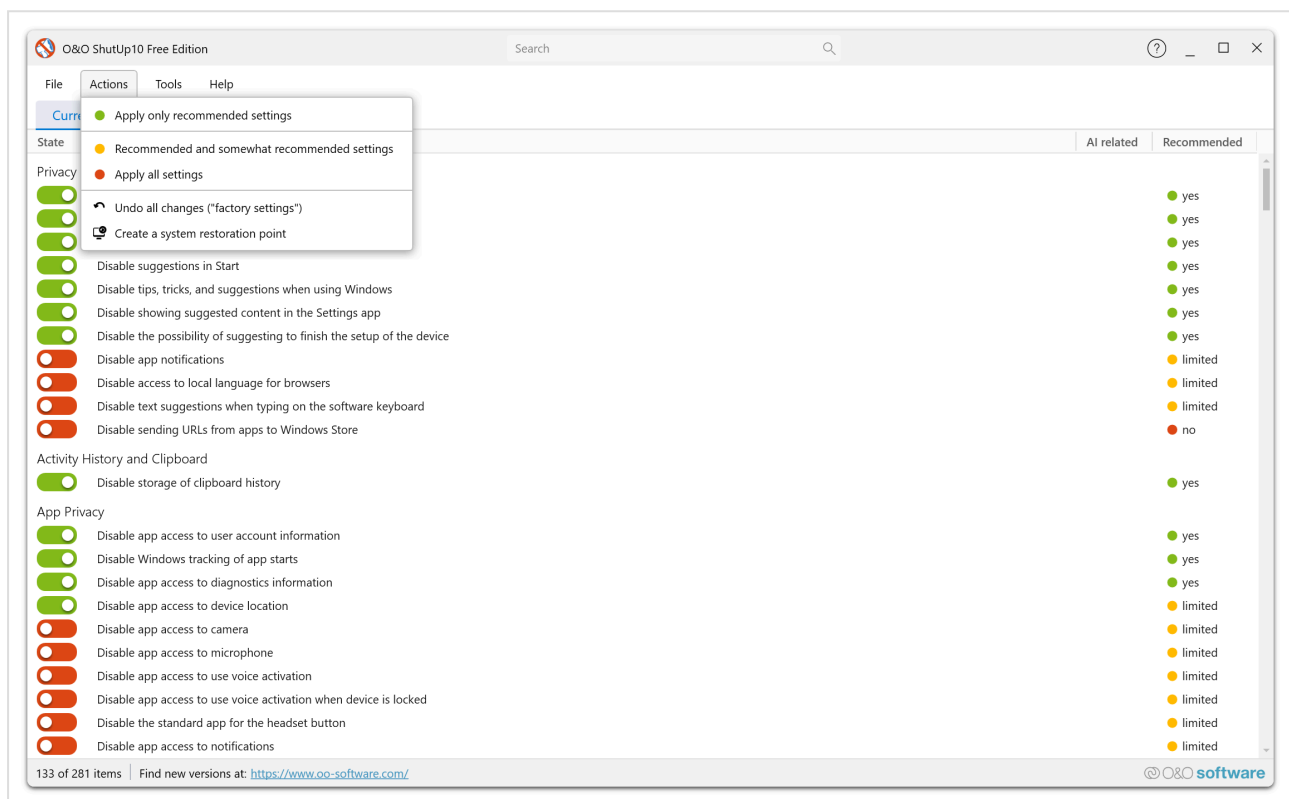 O&O ShutUp10 Free Edition
Search
File Actions Tools Help
Curre
Apply only recommended settings
State
AI related Recommended
Recommended and somewhat recommended settings
Privacy
Apply all settings
yes
Undo all changes ("factory settings")
yes
Create a system restoration point
yes
Disable suggestions in Start yes
Disable tips, tricks, and suggestions when using Windows yes
Disable showing suggested content in the Settings app yes
Disable the possibility of suggesting to finish the setup of the device yes
Disable app notifications limited
Disable access to local language for browsers limited
Disable text suggestions when typing on the software keyboard limited
Disable sending URLs from apps to Windows Store no
Activity History and Clipboard
Disable storage of clipboard history yes
App Privacy
Disable app access to user account information yes
Disable Windows tracking of app starts yes
Disable app access to diagnostics information yes
Disable app access to device location limited
Disable app access to camera limited
Disable app access to microphone limited
Disable app access to use voice activation limited
Disable app access to use voice activation when device is locked limited
Disable the standard app for the headset button limited
Disable app access to notifications limited
133 of 281 items Find new versions at: https://www.oo-software.com/ O&O software